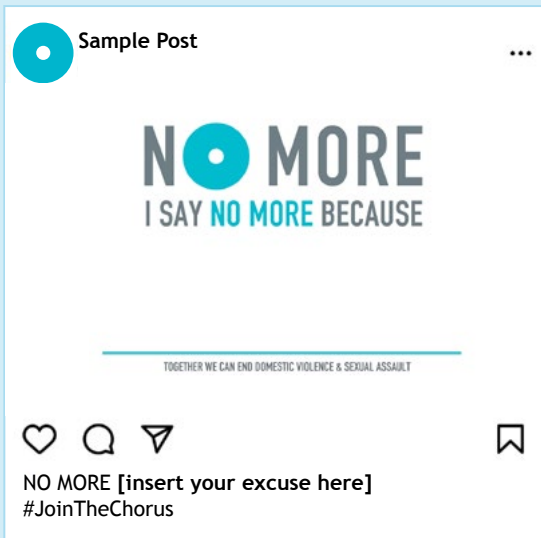 Sample Post
NO MORE
I SAY NO MORE BECAUSE
TOGETHER WE CAN END DOMESTIC VIOLENCE & SEXUAL ASSAULT
NO MORE [insert your excuse here]
#JoinTheChorus